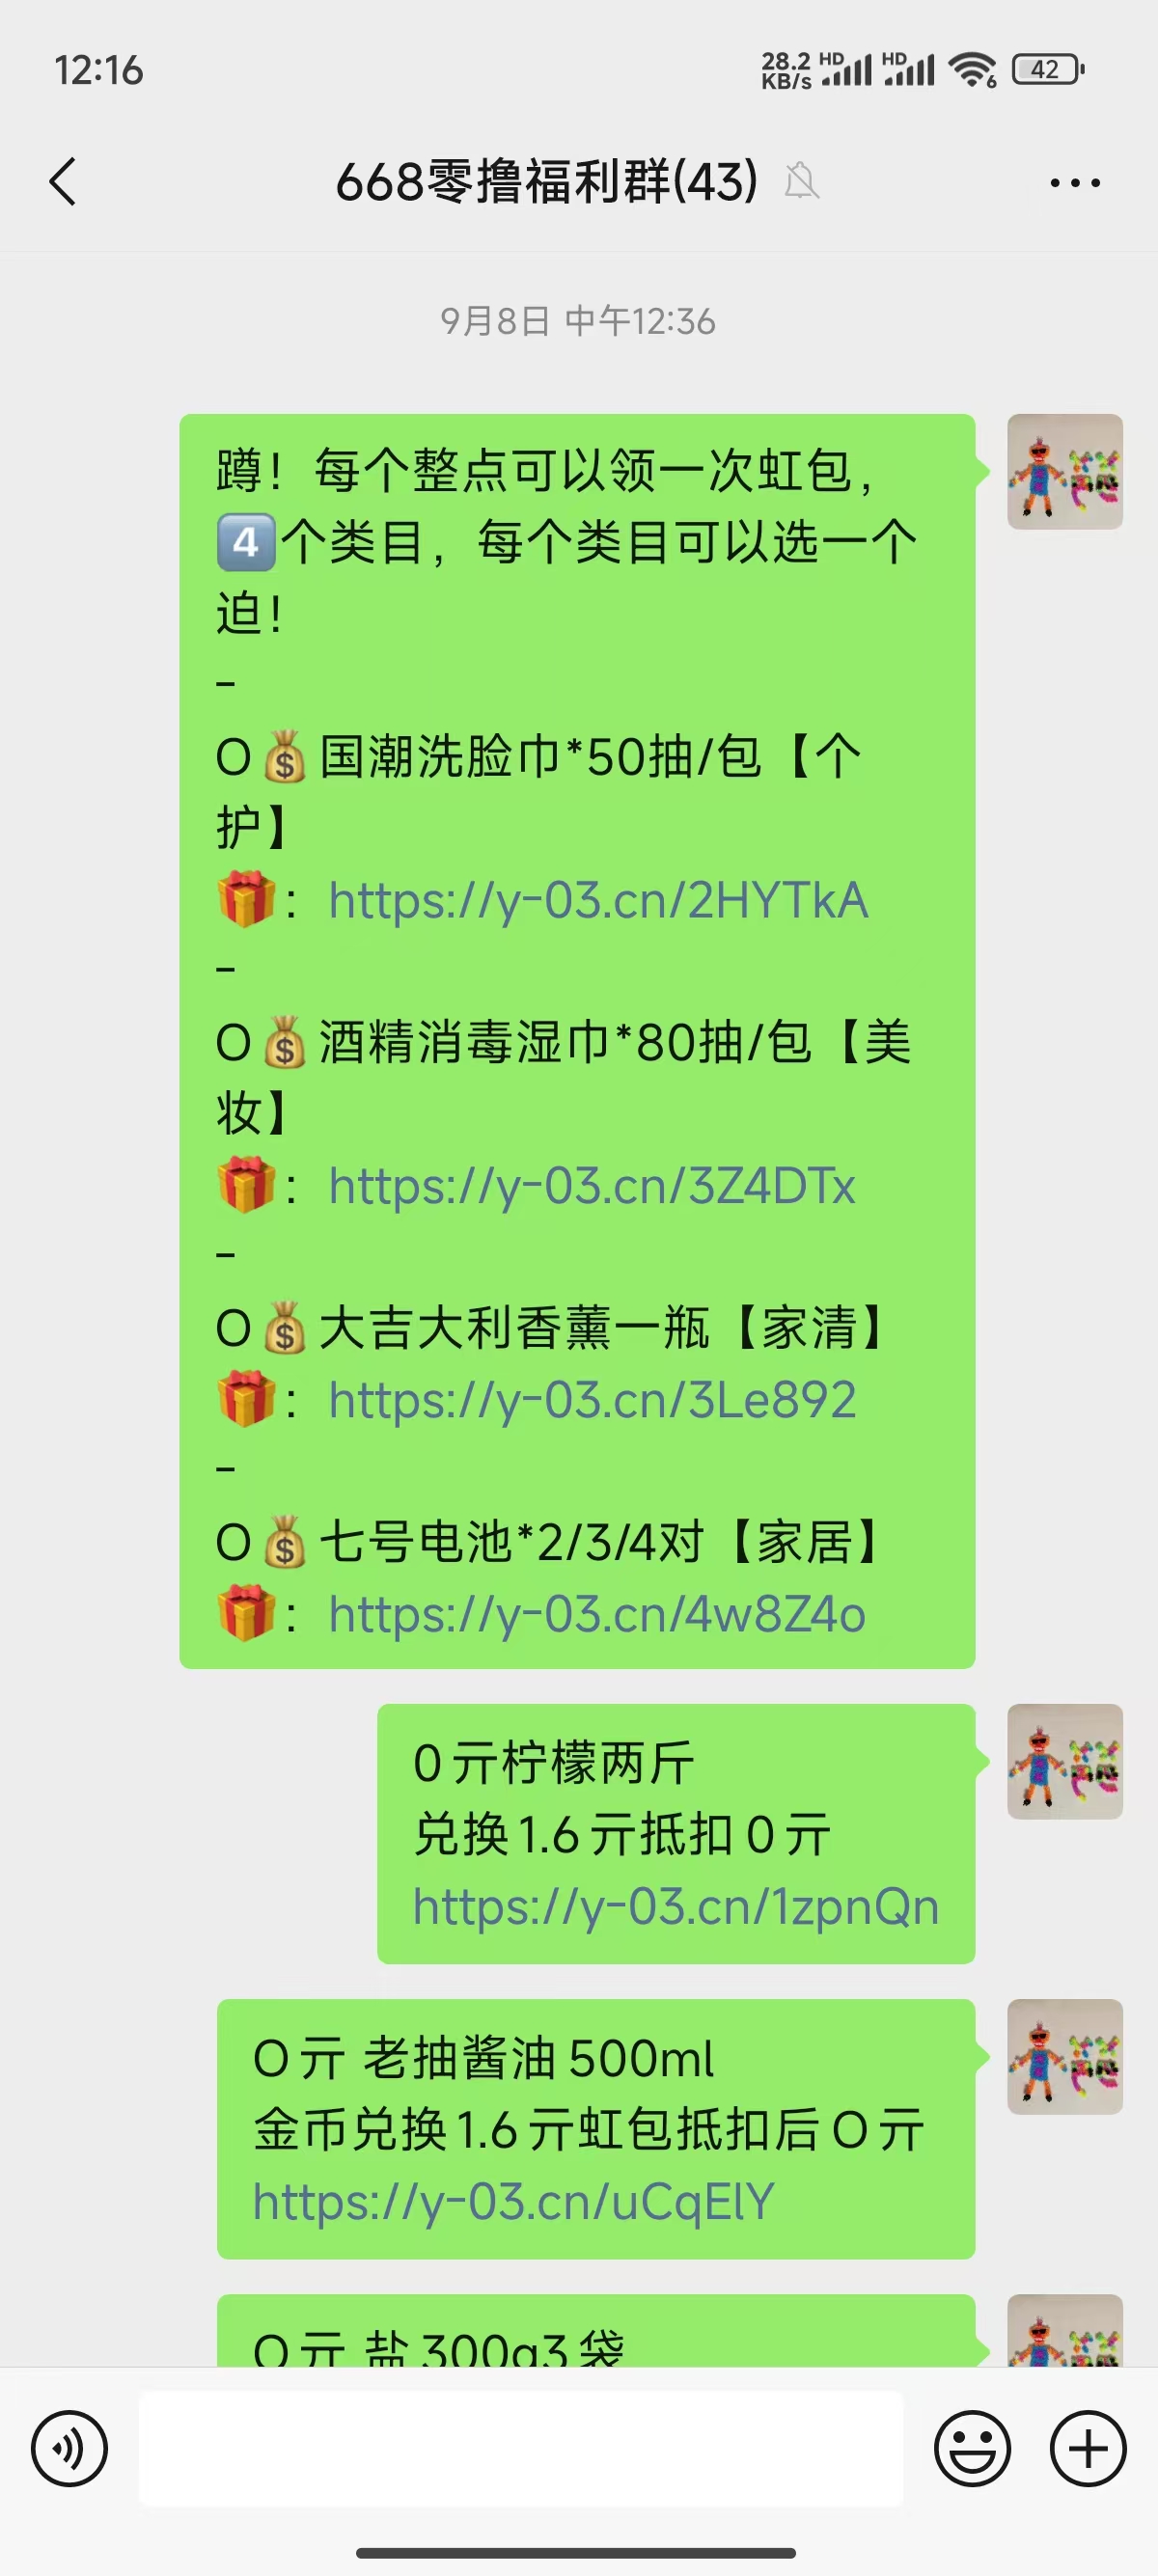 12:16
28.2
KB/s
HD
HD
6
42
668零撸福利群(43)
9月8日 中午12:36
蹲！每个整点可以领一次虹包，
4️⃣个类目，每个类目可以选一个
迫！
-
O💰国潮洗脸巾*50抽/包【个
护】
🎁：https://y-03.cn/2HYTkA
-
O💰酒精消毒湿巾*80抽/包【美
妆】
🎁：https://y-03.cn/3Z4DTx
-
O💰大吉大利香薰一瓶【家清】
🎁：https://y-03.cn/3Le892
-
O💰七号电池*2/3/4对【家居】
🎁：https://y-03.cn/4w8Z4o
0亓柠檬两斤
兑换1.6亓抵扣0亓
https://y-03.cn/1zpnQn
O亓 老抽酱油500ml
金币兑换1.6亓虹包抵扣后O亓
https://y-03.cn/uCqElY
O亓 盐300g3袋